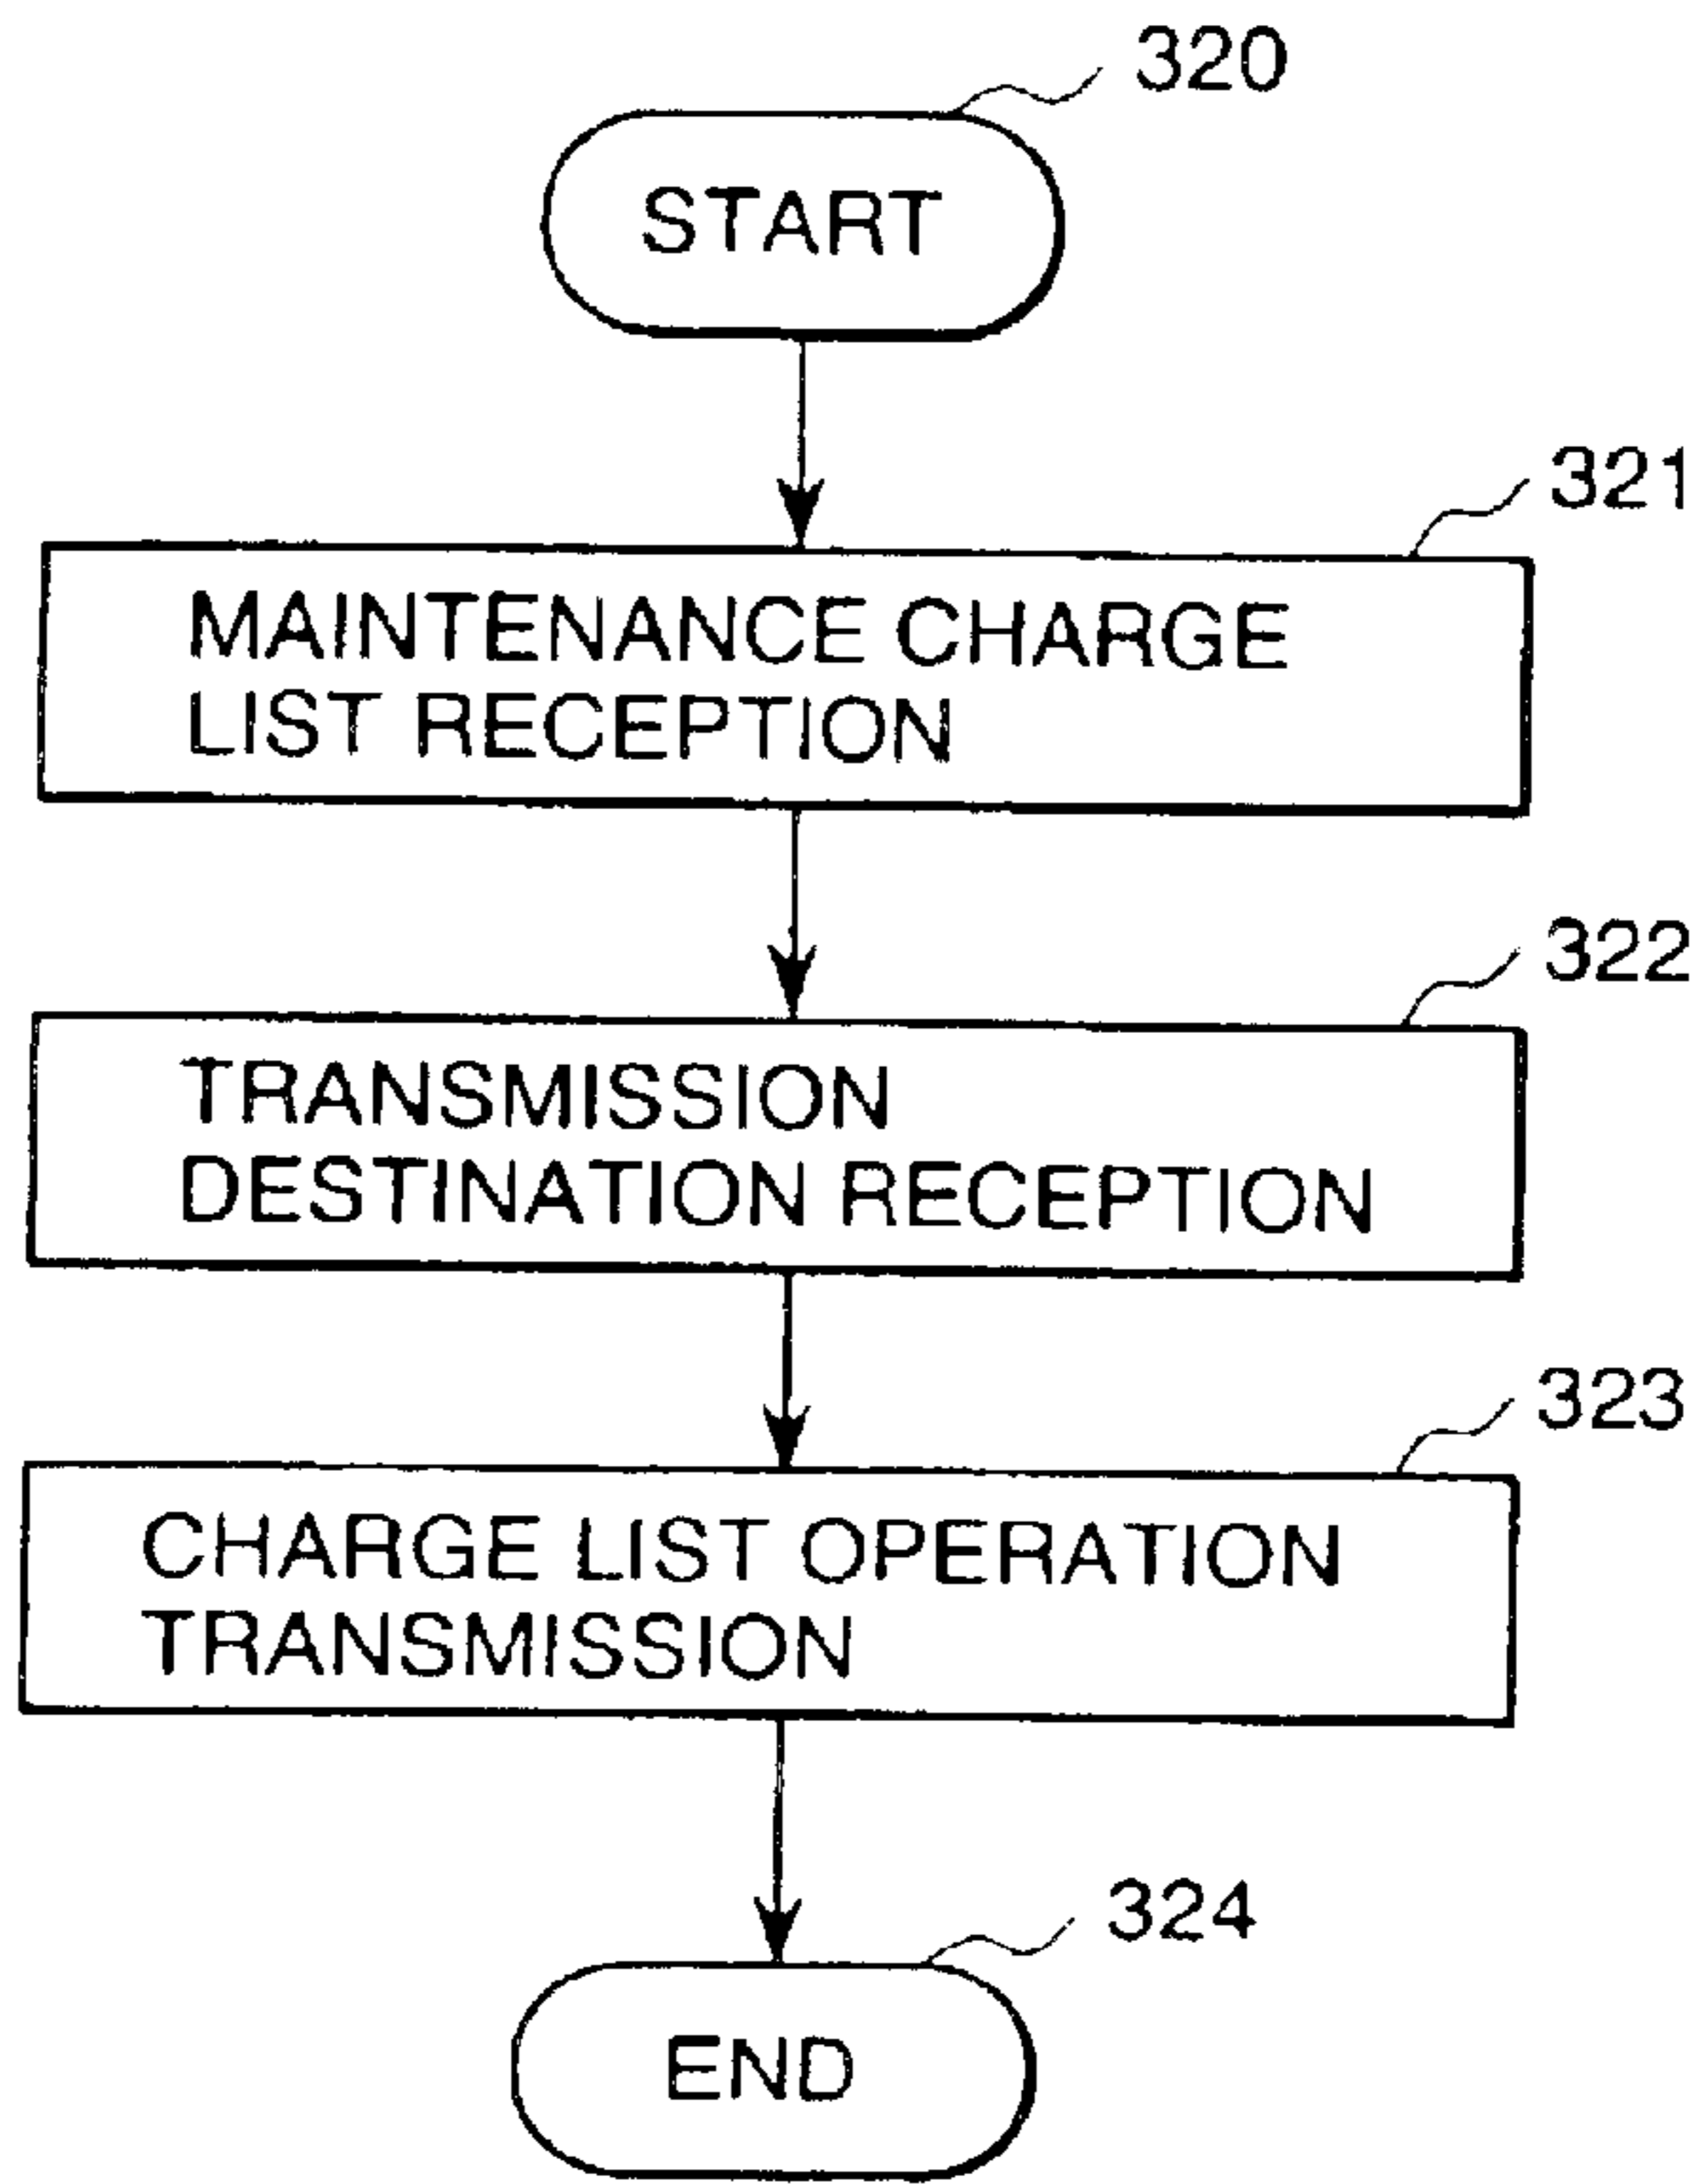 320
START
321
MAINTENANCE CHARGE
LIST RECEPTION
322
TRANSMISSION
DESTINATION RECEPTION
323
CHARGE LIST OPERATION
TRANSMISSION
324
END